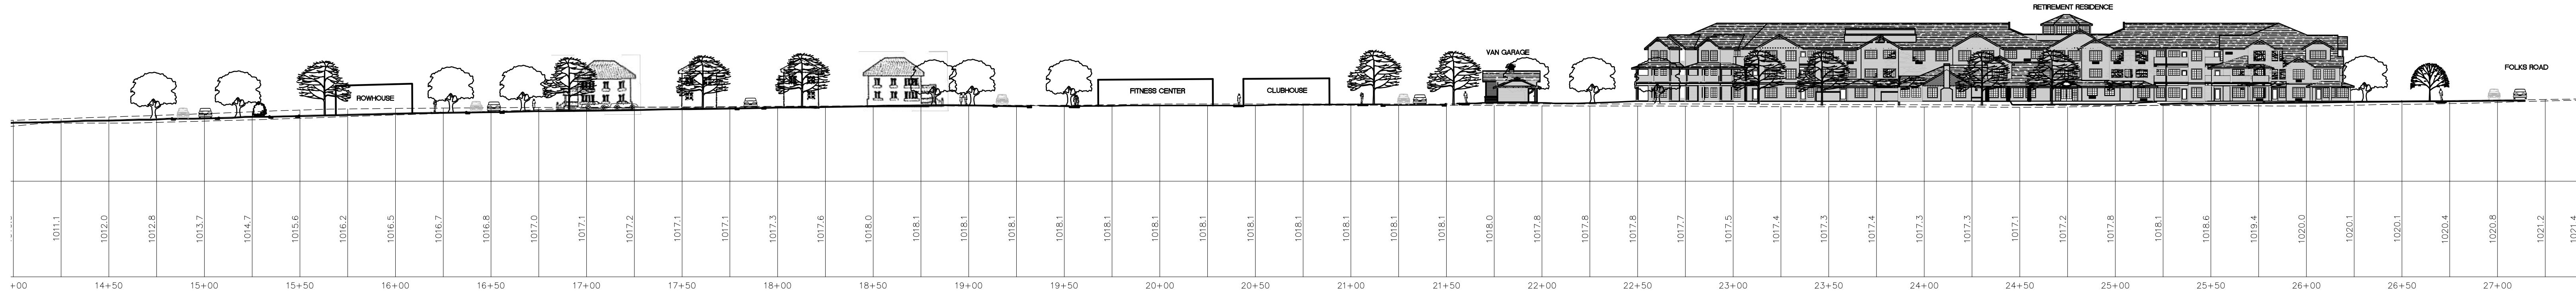 RETIREMENT RESIDENCE
VAN GARAGE
FOLKS ROAD
ROWHOUSE
FITNESS CENTER
CLUBHOUSE
1011.1 1012.0 1012.8 1013.7 1014.7 1015.6 1016.2 1016.5 1016.7 1016.8 1017.0 1017.1 1017.2 1017.1 1017.1 1017.3 1017.6 1018.0 1018.1 1018.1 1018.1 1018.1 1018.1 1018.1 1018.1 1018.1 1018.1 1018.1 1018.1 1018.1 1018.0 1017.8 1017.8 1017.8 1017.7 1017.5 1017.4 1017.3 1017.4 1017.3 1017.3 1017.1 1017.2 1017.8 1018.1 1018.6 1019.4 1020.0 1020.1 1020.1 1020.4 1020.8 1021.2 1021.4
+00 14+50 15+00 15+50 16+00 16+50 17+00 17+50 18+00 18+50 19+00 19+50 20+00 20+50 21+00 21+50 22+00 22+50 23+00 23+50 24+00 24+50 25+00 25+50 26+00 26+50 27+00